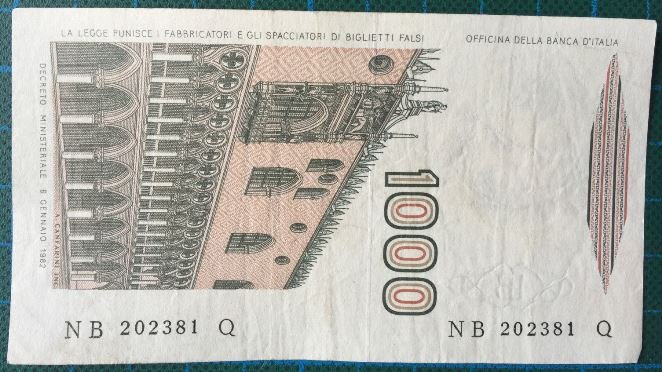 LA LEGGE PUNISCE I FABBRICATORI E GLI SPACCIATORI DI BIGLIETTI FALSI
OFFICINA DELLA BANCA D'ITALIA
DECRETO MINISTERIALE 6 GENNAIO 1982
1000
NB 202381 Q
NB 202381 Q